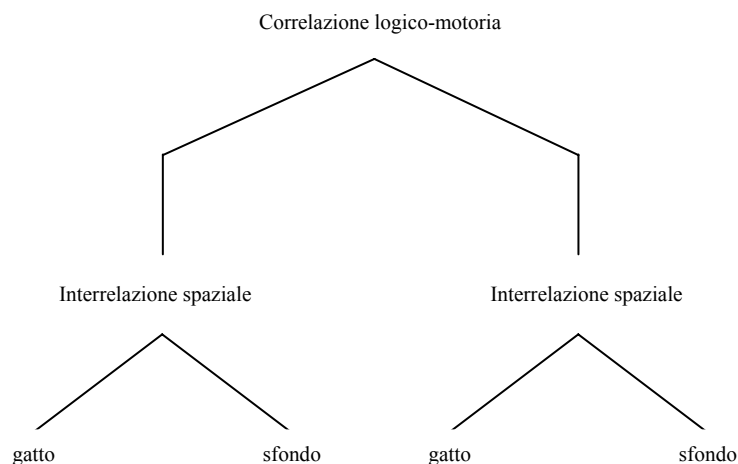 Correlazione logico-motoria
Interrelazione spaziale Interrelazione spaziale
gatto sfondo gatto sfondo